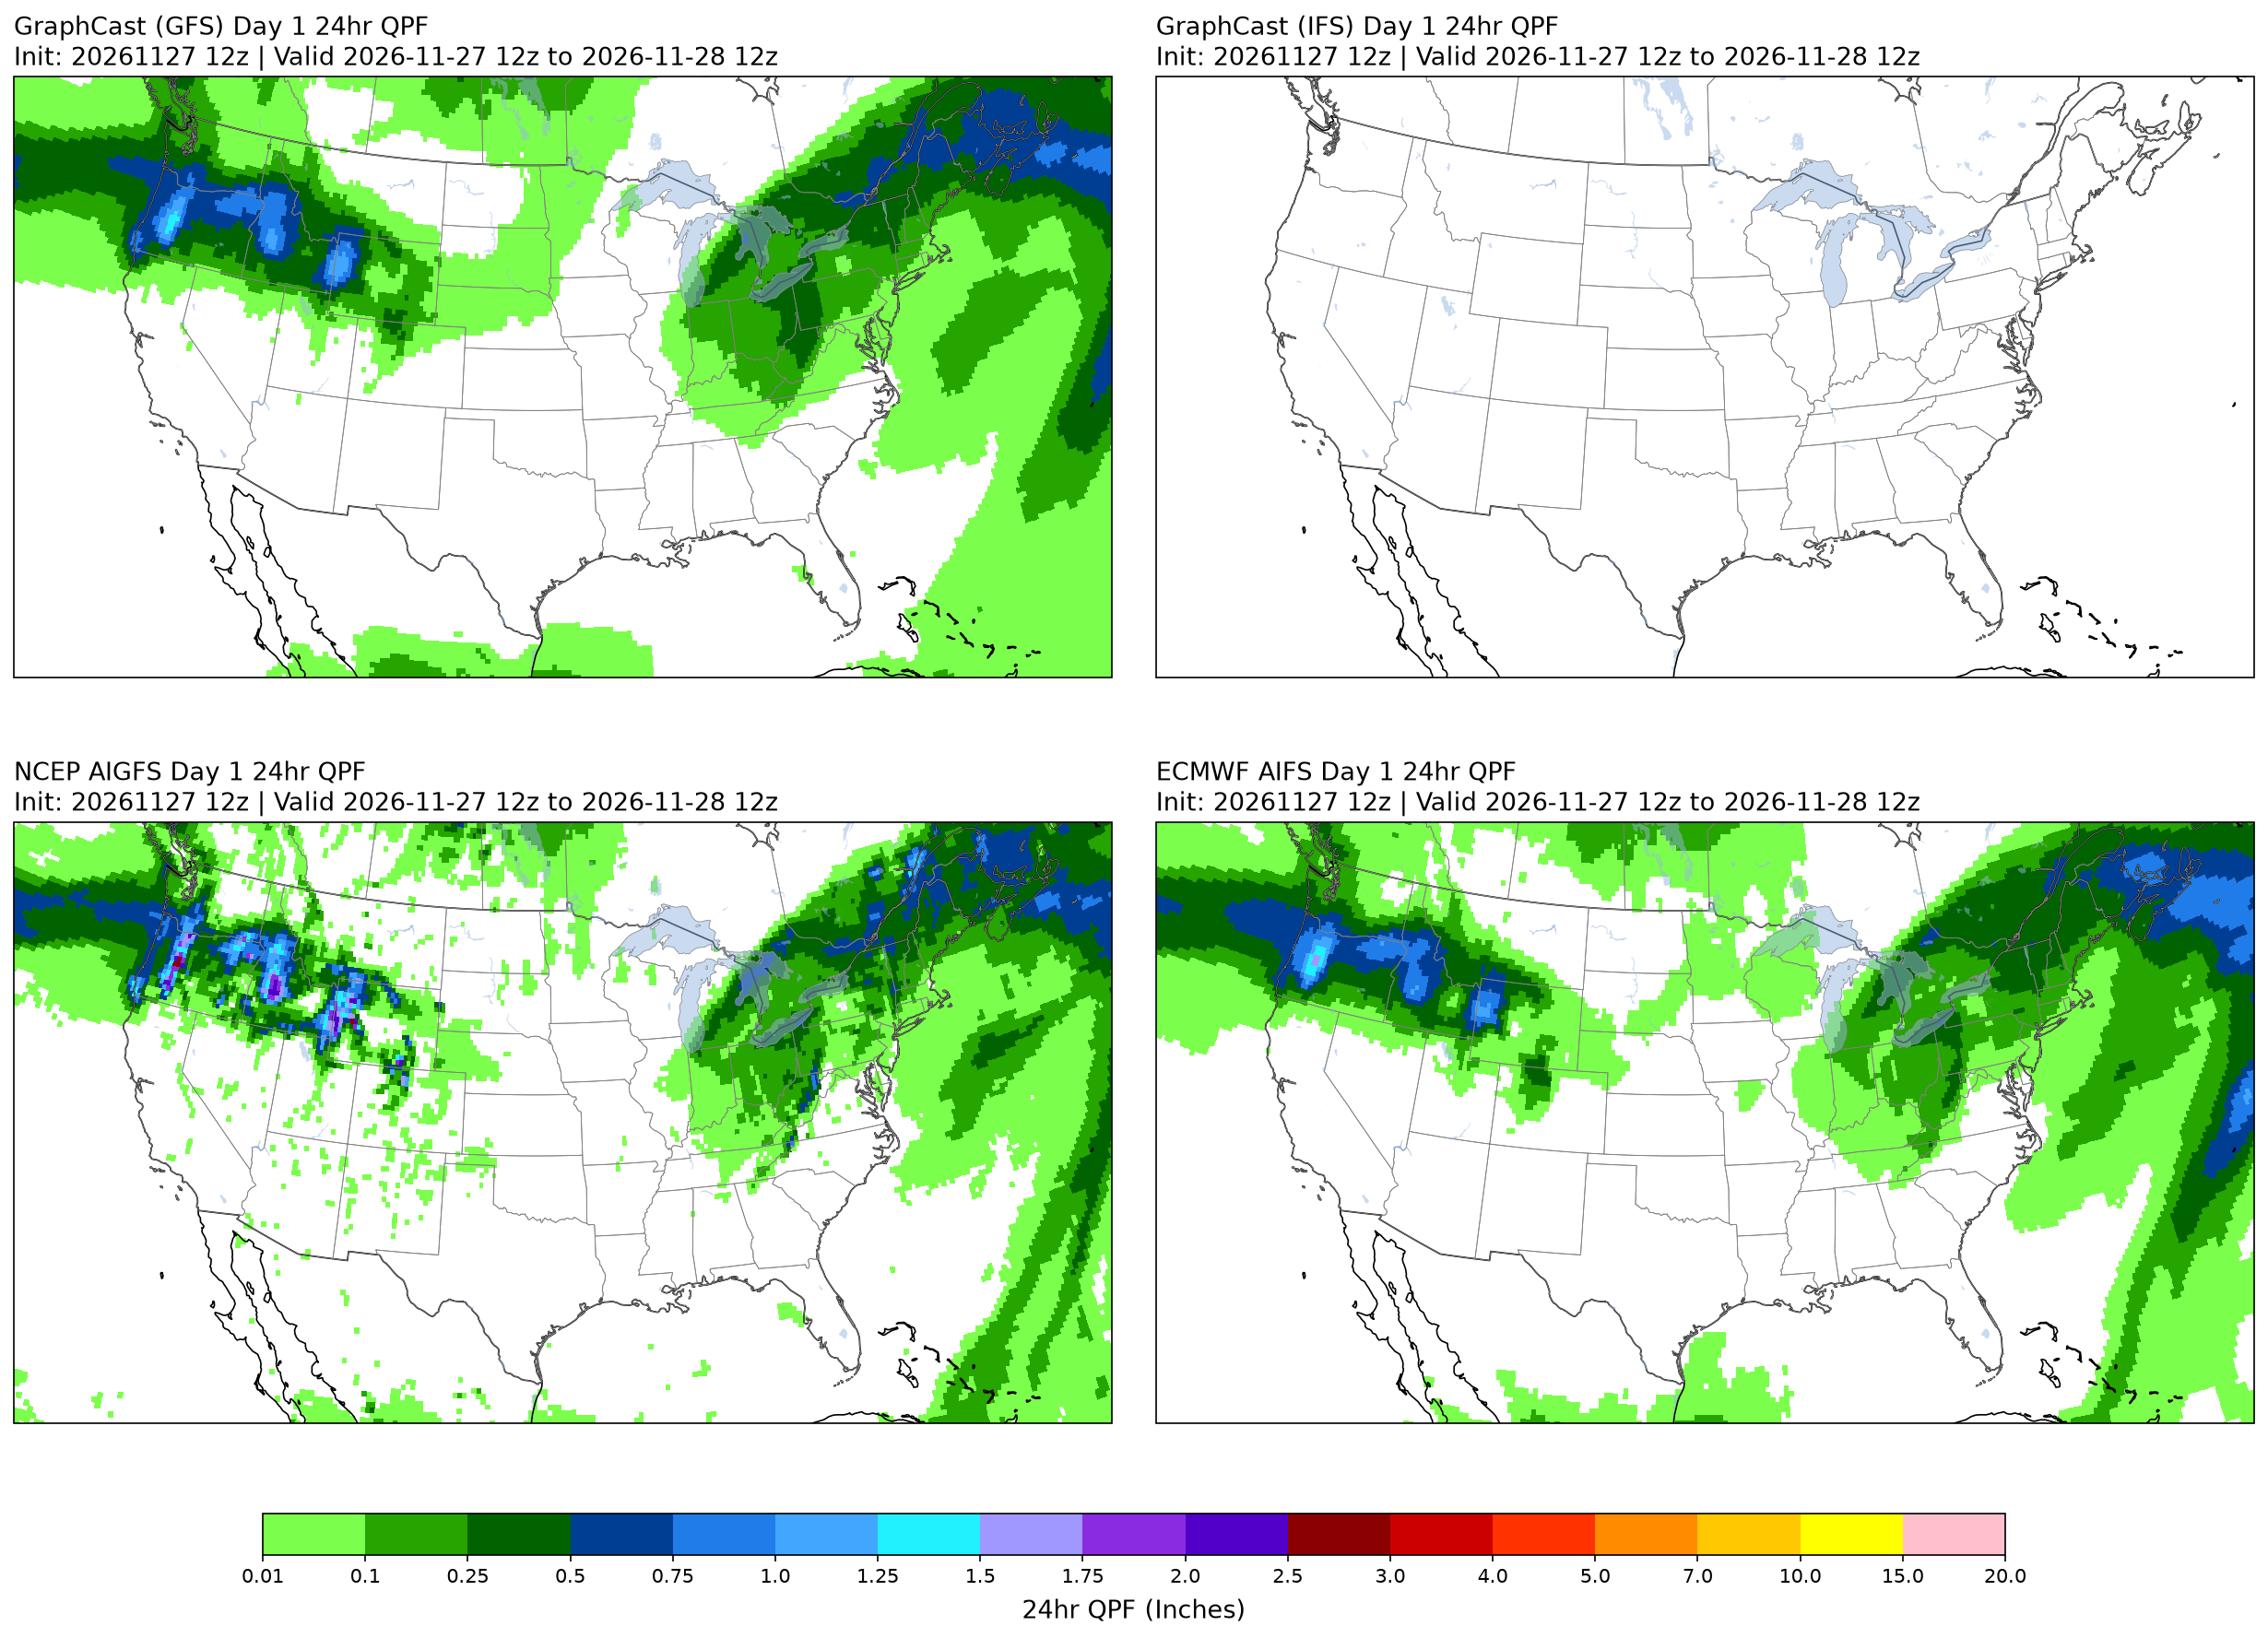 GraphCast (GFS) Day 1 24hr QPF
Init: 20261127 12z | Valid 2026-11-27 12z to 2026-11-28 12z
GraphCast (IFS) Day 1 24hr QPF
Init: 20261127 12z | Valid 2026-11-27 12z to 2026-11-28 12z
NCEP AIGFS Day 1 24hr QPF
Init: 20261127 12z | Valid 2026-11-27 12z to 2026-11-28 12z
ECMWF AIFS Day 1 24hr QPF
Init: 20261127 12z | Valid 2026-11-27 12z to 2026-11-28 12z
0.01 0.1 0.25 0.5 0.75 1.0 1.25 1.5 1.75 2.0 2.5 3.0 4.0 5.0 7.0 10.0 15.0 20.0
24hr QPF (Inches)